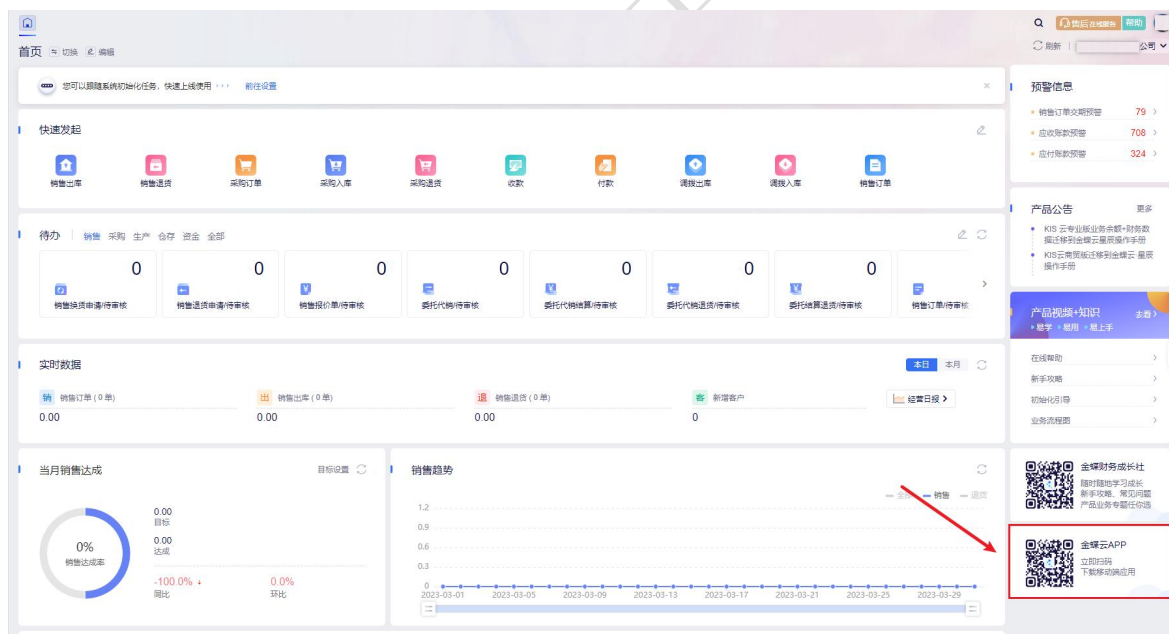 售后在线服务 帮助
首页 切换 编辑
刷新 公司
您可以跟随系统初始化任务,快速上线使用 前往设置
快速发起
销售出库 销售退货 采购订单 采购入库 采购退货 收款 付款 调拨出库 调拨入库 销售订单
待办 销售 采购 生产 仓存 资金 全部
0 0 0 0 0 0 0
销售换货申请/待审核 销售退货申请/待审核 销售报价单/待审核 委托代销/待审核 委托代销结算/待审核 委托代销退货/待审核 委托结算退货/待审核 销售订单/待审核
实时数据 本日 本月
销 销售订单 ( 0 单) 出 销售出库 ( 0 单) 退 销售退货 ( 0 单) 客 新增客户 经营日报
0.00 0.00 0.00 0
当月销售达成 目标设置
0%
销售达成率
0.00
目标
0.00
达成
-100.0% 0.0%
同比 环比
销售趋势
销售 退货
1.2
0.9
0.6
0.3
0
2023-03-01 2023-03-05 2023-03-09 2023-03-13 2023-03-17 2023-03-21 2023-03-25 2023-03-29
预警信息
销售订单交期预警 79
应收账款预警 708
应付账款预警 324
产品公告 更多
KIS 云专业版业务余额+财务数
据迁移到金蝶云星辰操作手册
KIS云商贸版迁移到金蝶云·星辰
操作手册
产品视频+知识 去看
易学 易用 易上手
在线帮助
新手攻略
初始化引导
业务流程图
金蝶财务成长社
随时随地学习成长
新手攻略、常见问题
产品业务专题任你选
金蝶云APP
立即扫码
下载移动端应用